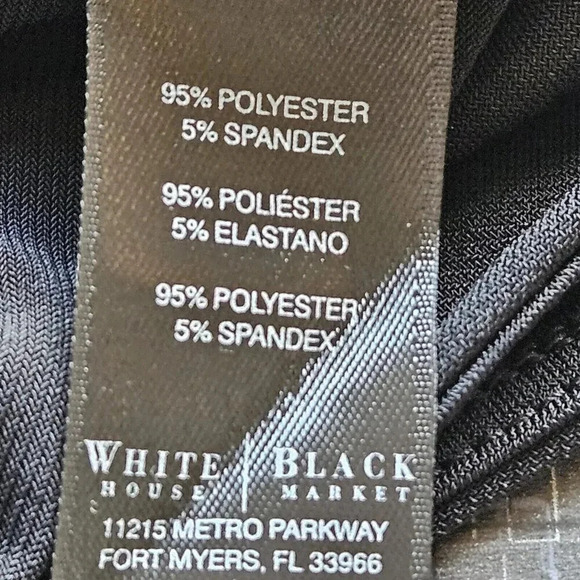 95% POLYESTER
5% SPANDEX
95% POLIÉSTER
5% ELASTANO
95% POLYESTER
5% SPANDEX
WHITE | BLACK
HOUSE MARKET
11215 METRO PARKWAY
FORT MYERS, FL 33966